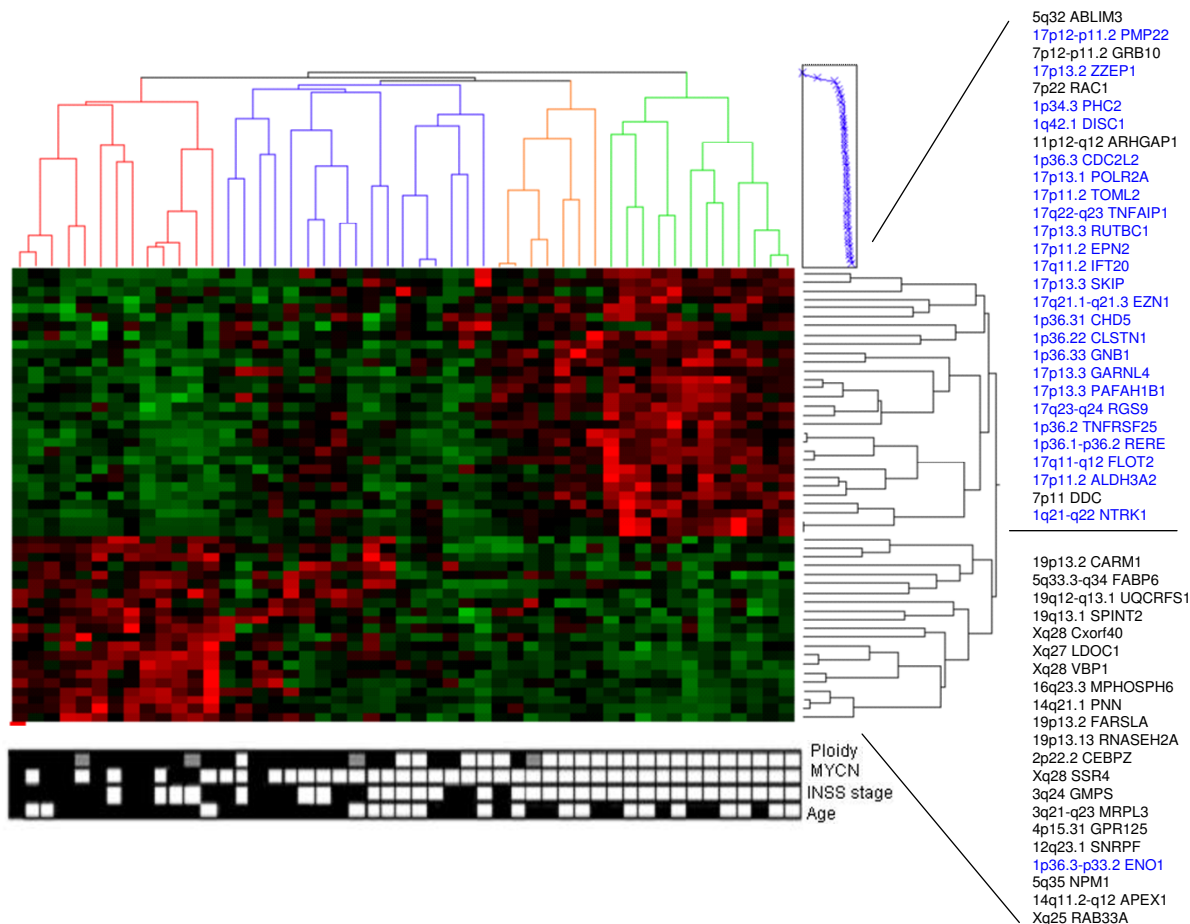 5q32 ABLIM3
17p12-p11.2 PMP22
7p12-p11.2 GRB10
17p13.2 ZZEP1
7p22 RAC1
1p34.3 PHC2
1q42.1 DISC1
11p12-q12 ARHGAP1
1p36.3 CDC2L2
17p13.1 POLR2A
17p11.2 TOML2
17q22-q23 TNFAIP1
17p13.3 RUTBC1
17p11.2 EPN2
17q11.2 IFT20
17p13.3 SKIP
17q21.1-q21.3 EZN1
1p36.31 CHD5
1p36.22 CLSTN1
1p36.33 GNB1
17p13.3 GARNL4
17p13.3 PAFAH1B1
17q23-q24 RGS9
1p36.2 TNFRSF25
1p36.1-p36.2 RERE
17q11-q12 FLOT2
17p11.2 ALDH3A2
7p11 DDC
1q21-q22 NTRK1
19p13.2 CARM1
5q33.3-q34 FABP6
19q12-q13.1 UQCRFS1
19q13.1 SPINT2
Xq28 Cxorf40
Xq27 LDOC1
Xq28 VBP1
16q23.3 MPHOSPH6
14q21.1 PNN
19p13.2 FARSLA
19p13.13 RNASEH2A
2p22.2 CEBPZ
Xq28 SSR4
3q24 GMPS
3q21-q23 MRPL3
4p15.31 GPR125
12q23.1 SNRPF
1p36.3-p33.2 ENO1
5q35 NPM1
14q11.2-q12 APEX1
Xq25 RAB33A
Ploidy
MYCN
INSS stage
Age